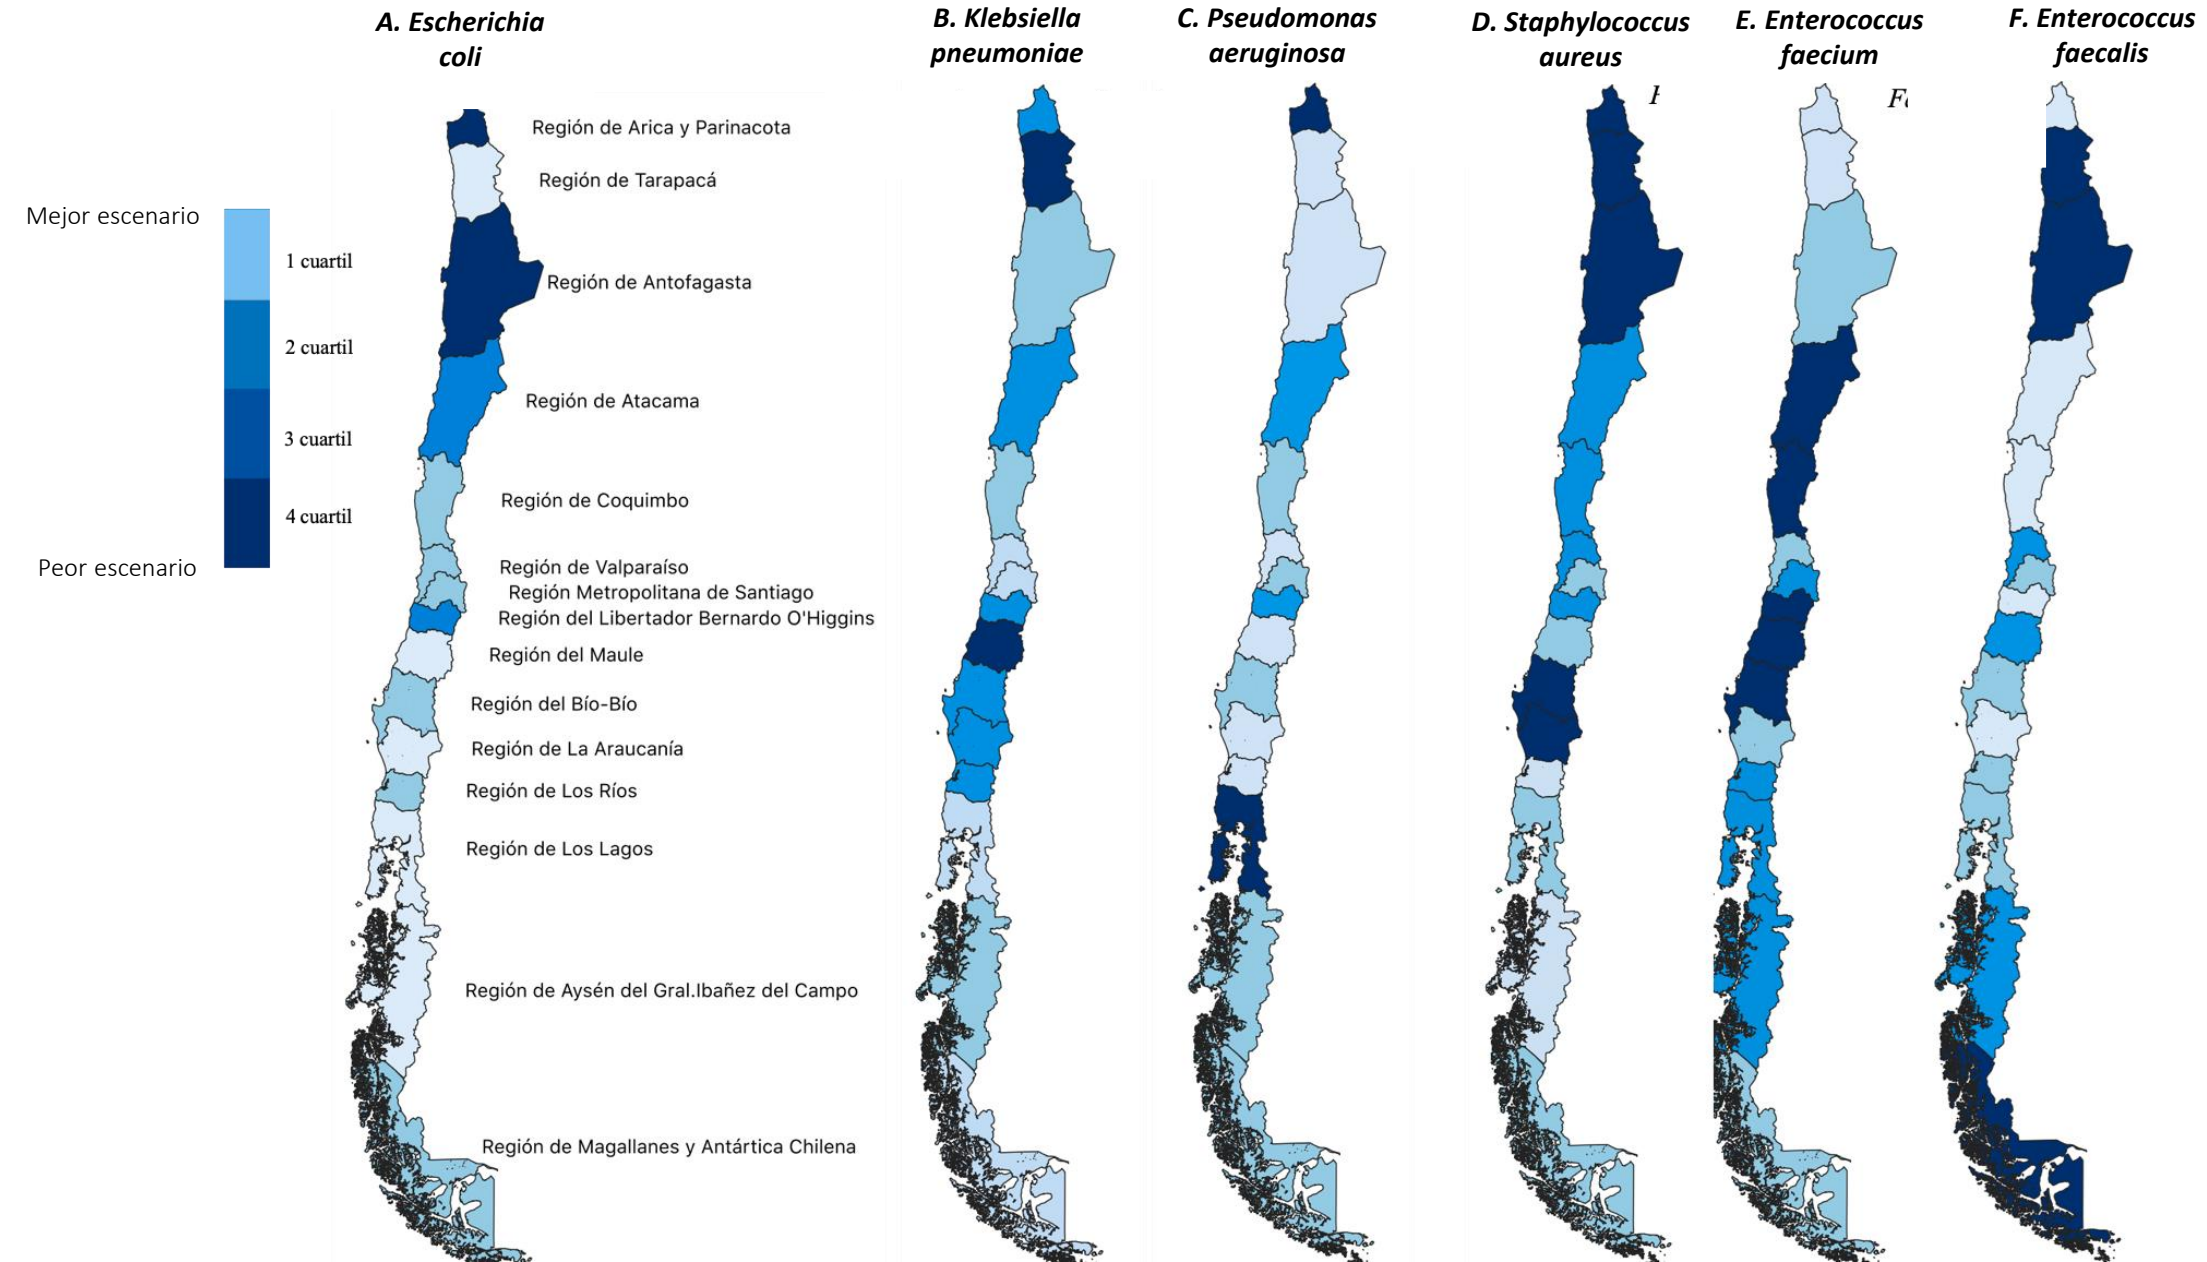 A. Escherichia
coli
B. Klebsiella
pneumoniae
C. Pseudomonas
aeruginosa
D. Staphylococcus
aureus
E. Enterococcus
faecium
F. Enterococcus
faecalis
Mejor escenario
1 cuartil
2 cuartil
3 cuartil
4 cuartil
Peor escenario
Región de Arica y Parinacota
Región de Tarapacá
Región de Antofagasta
Región de Atacama
Región de Coquimbo
Región de Valparaíso
Región Metropolitana de Santiago
Región del Libertador Bernardo O'Higgins
Región del Maule
Región del Bío-Bío
Región de La Araucanía
Región de Los Ríos
Región de Los Lagos
Región de Aysén del Gral.Ibañez del Campo
Región de Magallanes y Antártica Chilena